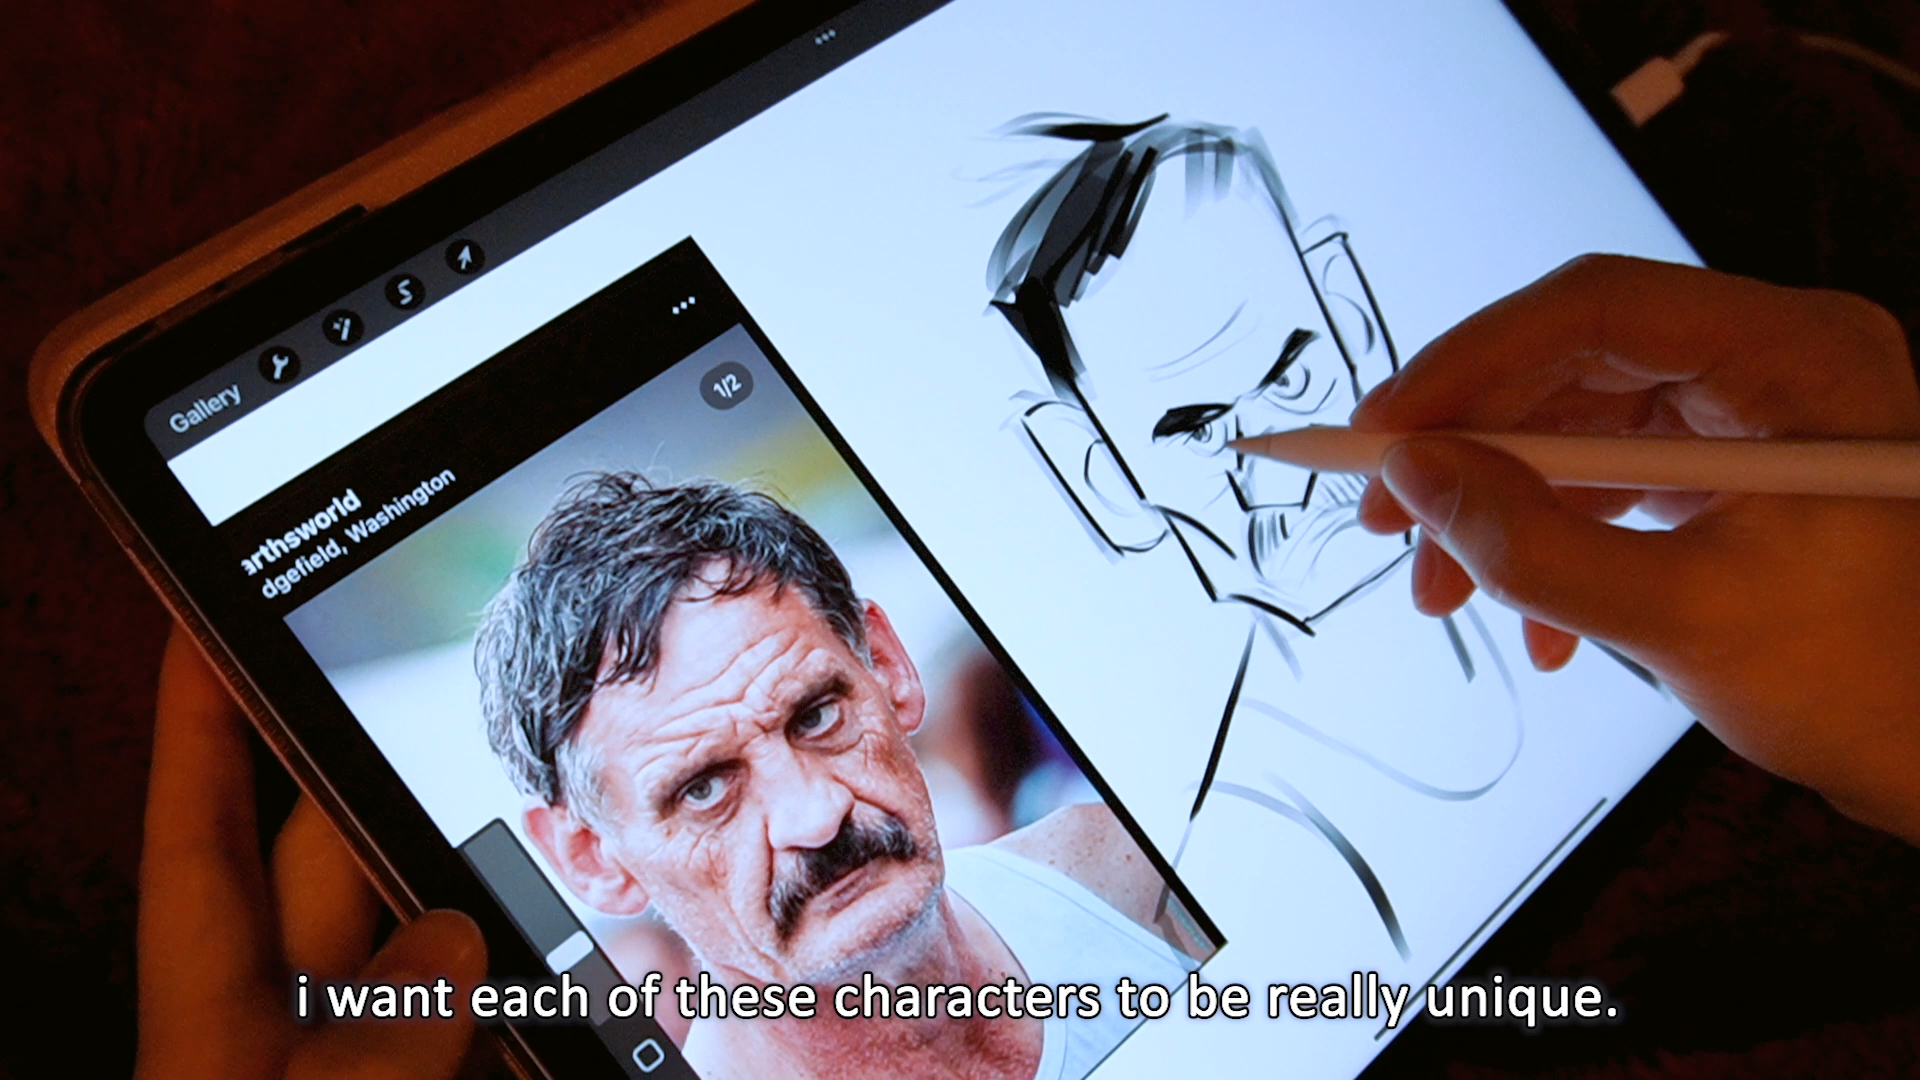 Gallery
arthsworld
dgefield, Washington
1/2
i want each of these characters to be really unique.